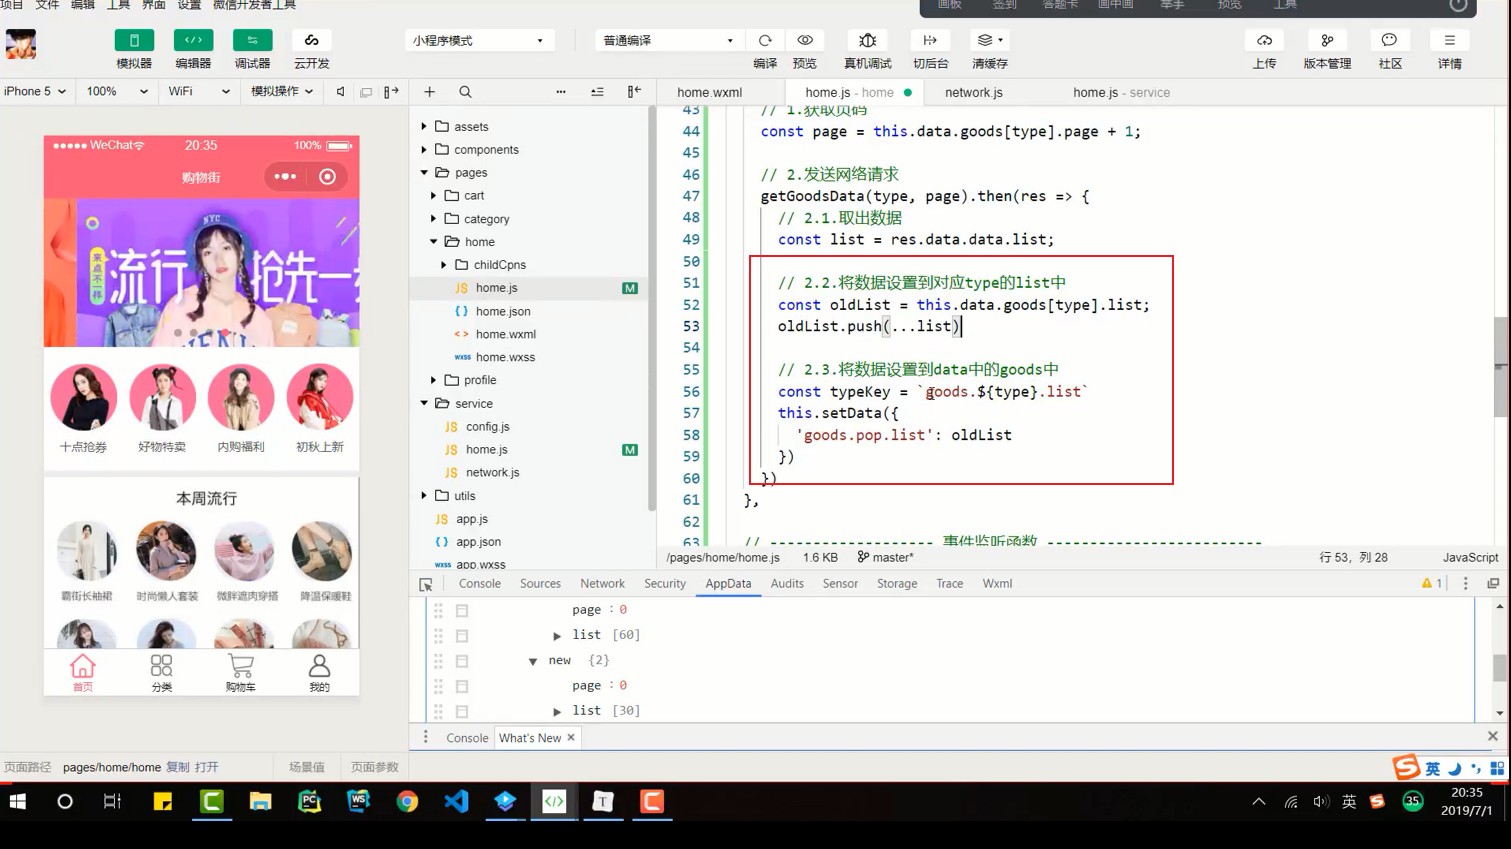 项目 文件 编辑 工具 界面 设置 微信开发者工具
画板 签到 答题卡 画中画 举手 预览 工具
小程序模式
普通编译
模拟器 编辑器 调试器 云开发
编译 预览 真机调试 切后台 清缓存
上传 版本管理 社区 详情
iPhone 5 100% WiFi 模拟操作
home.wxml home.js - home network.js home.js - service
WeChat 20:35 100%
购物街
NYC
来点不一样
流行 抢先一步
十点抢券 好物特卖 内购福利 初秋上新
本周流行
霸街长袖裙 时尚懒人套装 微胖遮肉穿搭 降温保暖鞋
首页 分类 购物车 我的
assets
components
pages
cart
category
home
childCpns
JS home.js M
{ } home.json
<> home.wxml
wxss home.wxss
profile
service
JS config.js
JS home.js M
JS network.js
utils
JS app.js
{ } app.json
wxss app.wxss
43 // 1.获取页码
44 const page = this.data.goods[type].page + 1;
45
46 // 2.发送网络请求
47 getGoodsData(type, page).then(res => {
48 // 2.1.取出数据
49 const list = res.data.data.list;
50
51 // 2.2.将数据设置到对应type的list中
52 const oldList = this.data.goods[type].list;
53 oldList.push(...list)
54
55 // 2.3.将数据设置到data中的goods中
56 const typeKey = `goods.${type}.list`
57 this.setData({
58 'goods.pop.list': oldList
59 })
60 })
61 },
62
// ------------------- 事件监听函数 -------------------------
/pages/home/home.js 1.6 KB master* 行 53，列 28 JavaScript
Console Sources Network Security AppData Audits Sensor Storage Trace Wxml 1
page : 0
list [60]
new {2}
page : 0
list [30]
Console What's New ×
页面路径 pages/home/home 复制 打开 场景值 页面参数
S 英
PC WS T
英 S 35
20:35
2019/7/1